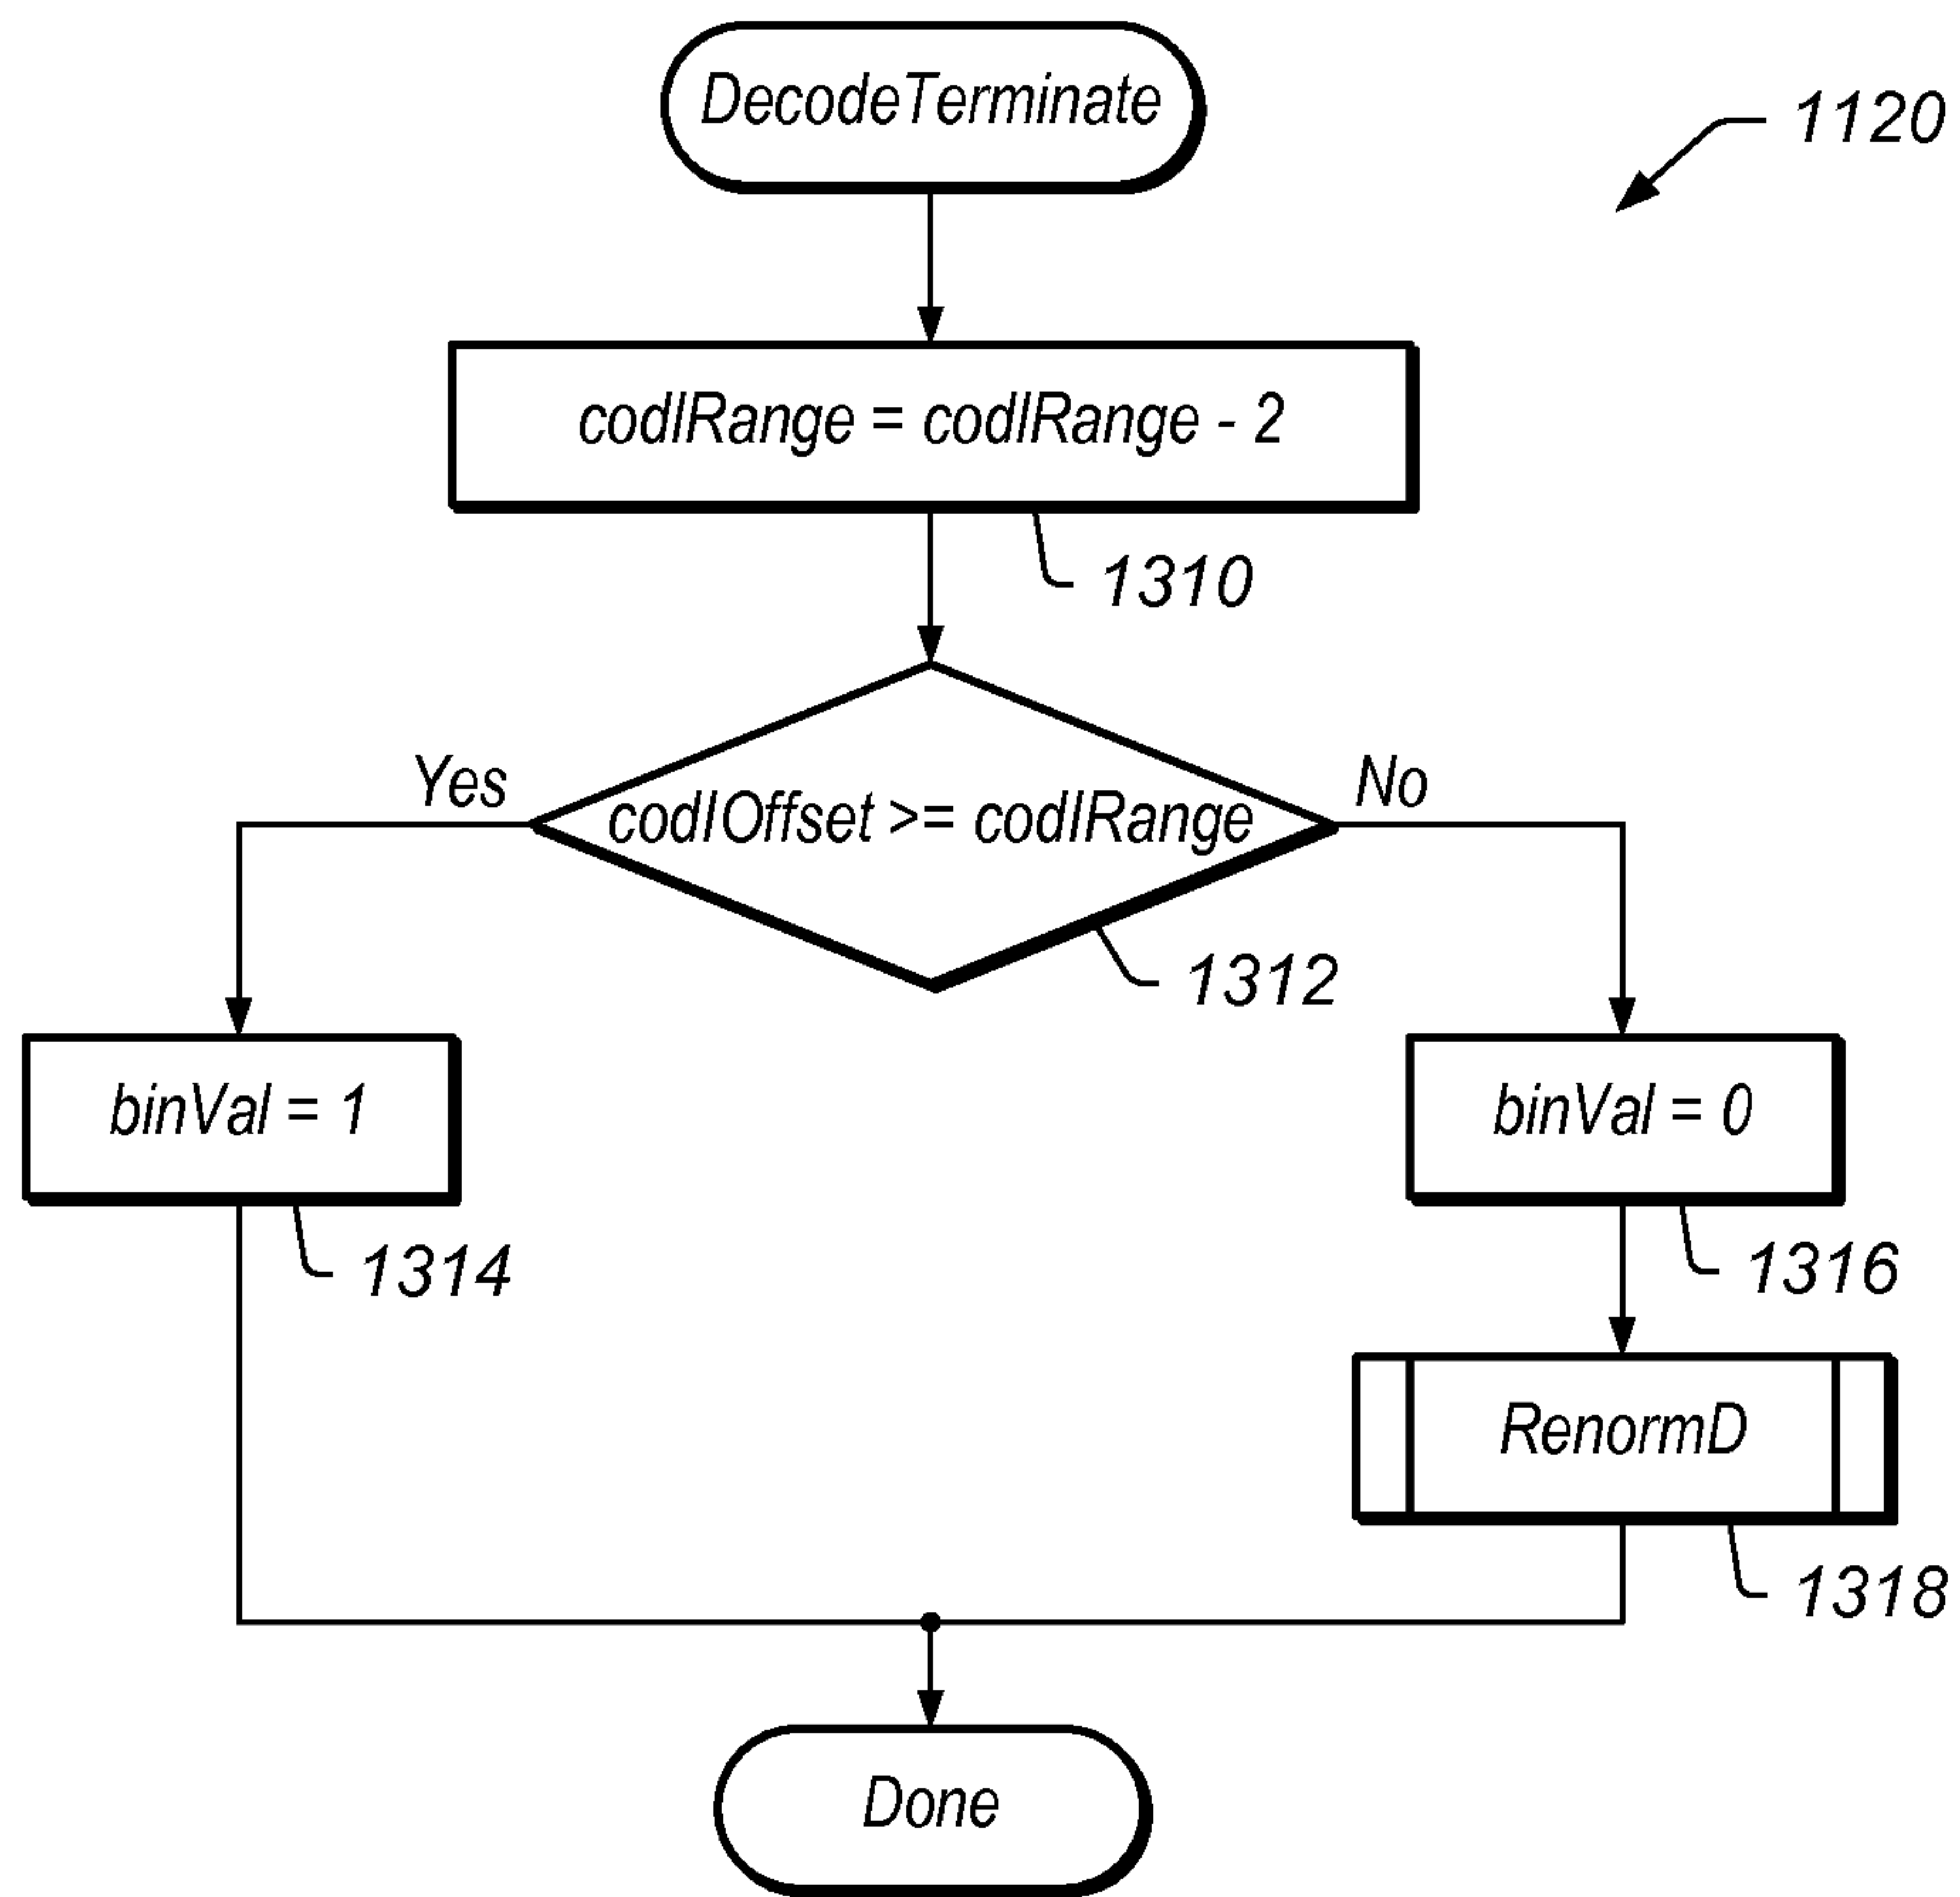 DecodeTerminate
1120
codIRange = codIRange - 2
1310
Yes
No
codIOffset >= codIRange
1312
binVal = 1
binVal = 0
1314
1316
RenormD
1318
Done